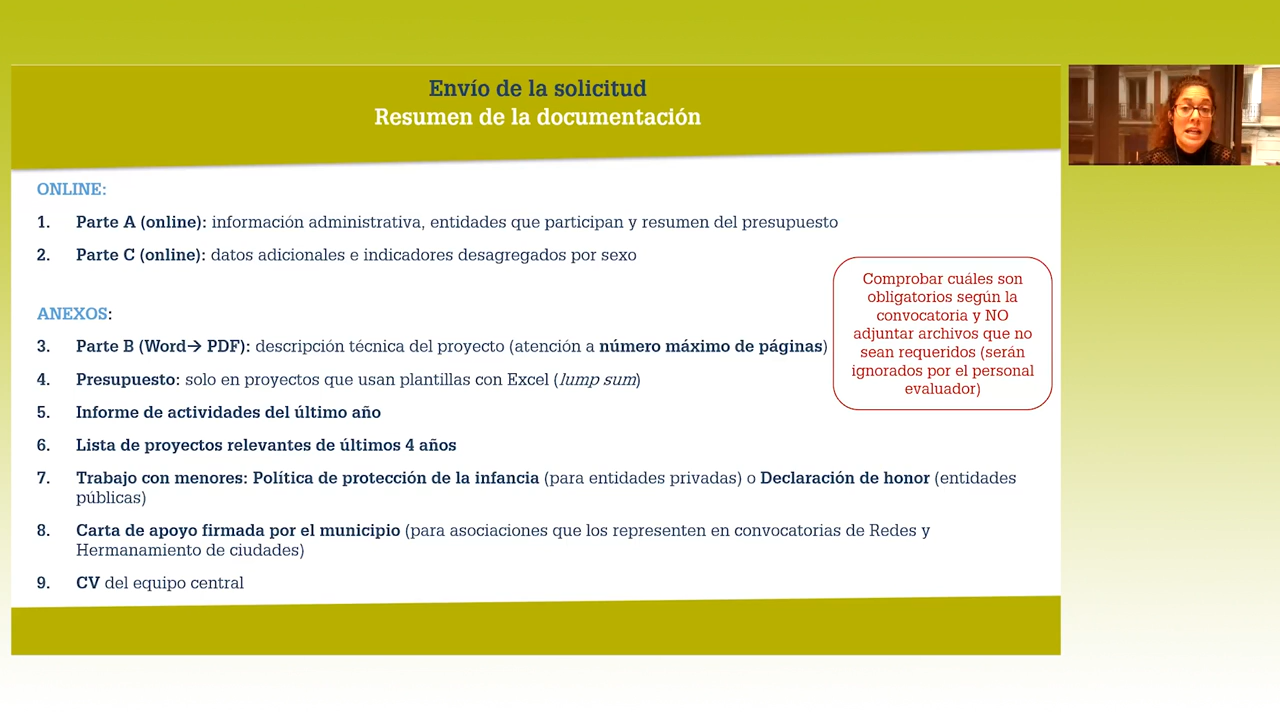 Envío de la solicitud
Resumen de la documentación
ONLINE:
1. Parte A (online): información administrativa, entidades que participan y resumen del presupuesto
2. Parte C (online): datos adicionales e indicadores desagregados por sexo
ANEXOS:
3. Parte B (Word→ PDF): descripción técnica del proyecto (atención a número máximo de páginas)
4. Presupuesto: solo en proyectos que usan plantillas con Excel (lump sum)
5. Informe de actividades del último año
6. Lista de proyectos relevantes de últimos 4 años
7. Trabajo con menores: Política de protección de la infancia (para entidades privadas) o Declaración de honor (entidades
públicas)
8. Carta de apoyo firmada por el municipio (para asociaciones que los representen en convocatorias de Redes y
Hermanamiento de ciudades)
9. CV del equipo central
Comprobar cuáles son
obligatorios según la
convocatoria y NO
adjuntar archivos que no
sean requeridos (serán
ignorados por el personal
evaluador)